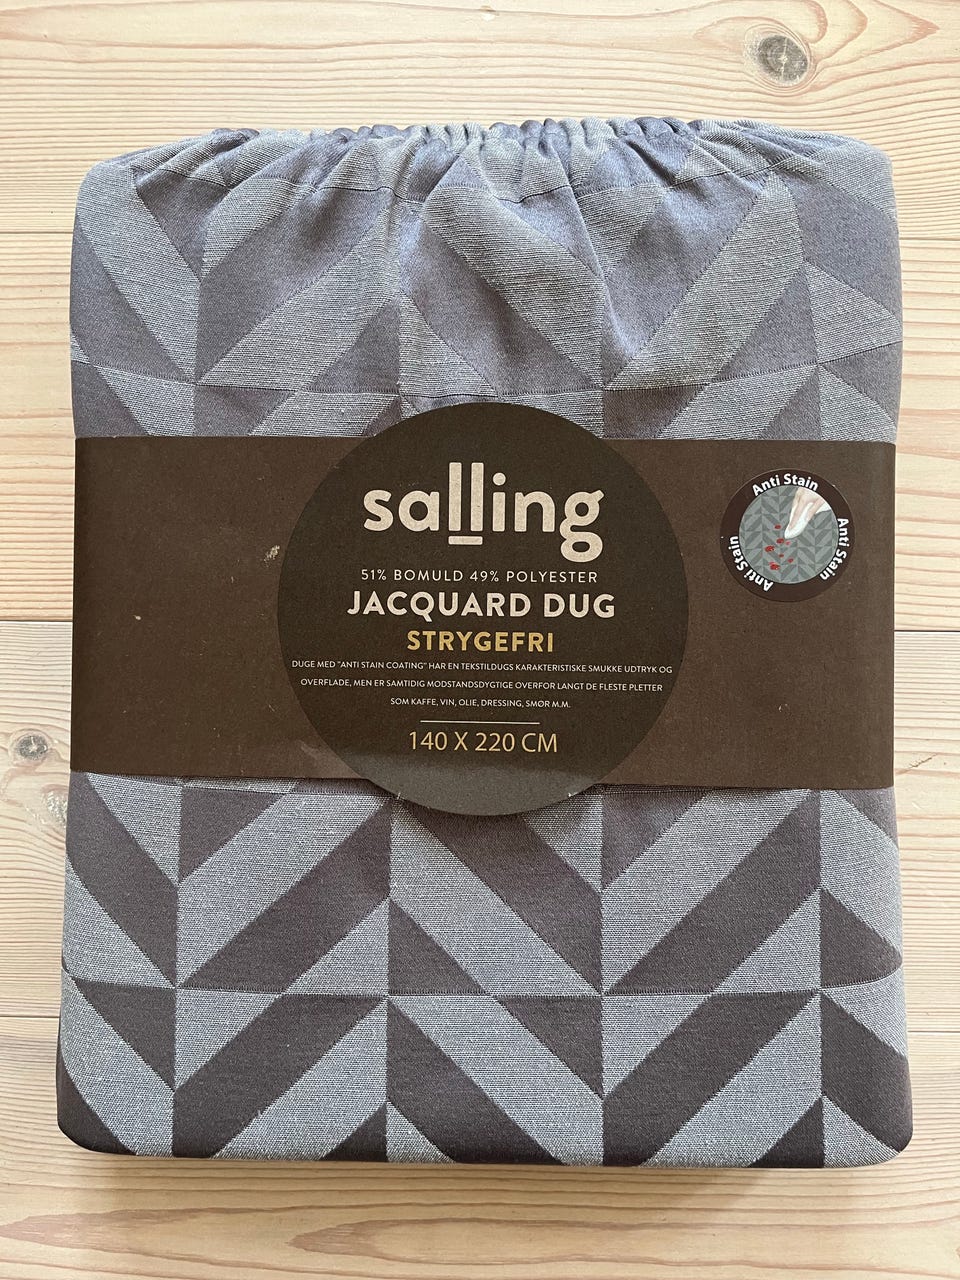 salling
51% BOMULD 49% POLYESTER
JACQUARD DUG
STRYGEFRI
DUGE MED "ANTI STAIN COATING" HAR EN TEKSTILDUGS KARAKTERISTISKE SMUKKE UDTRYK OG
OVERFLADE, MEN ER SAMTIDIG MODSTANDSDYGTIGE OVERFOR LANGT DE FLESTE PLETTER
SOM KAFFE, VIN, OLIE, DRESSING, SMØR M.M.
140 X 220 CM
Anti Stain
Anti Stain
Anti Stain